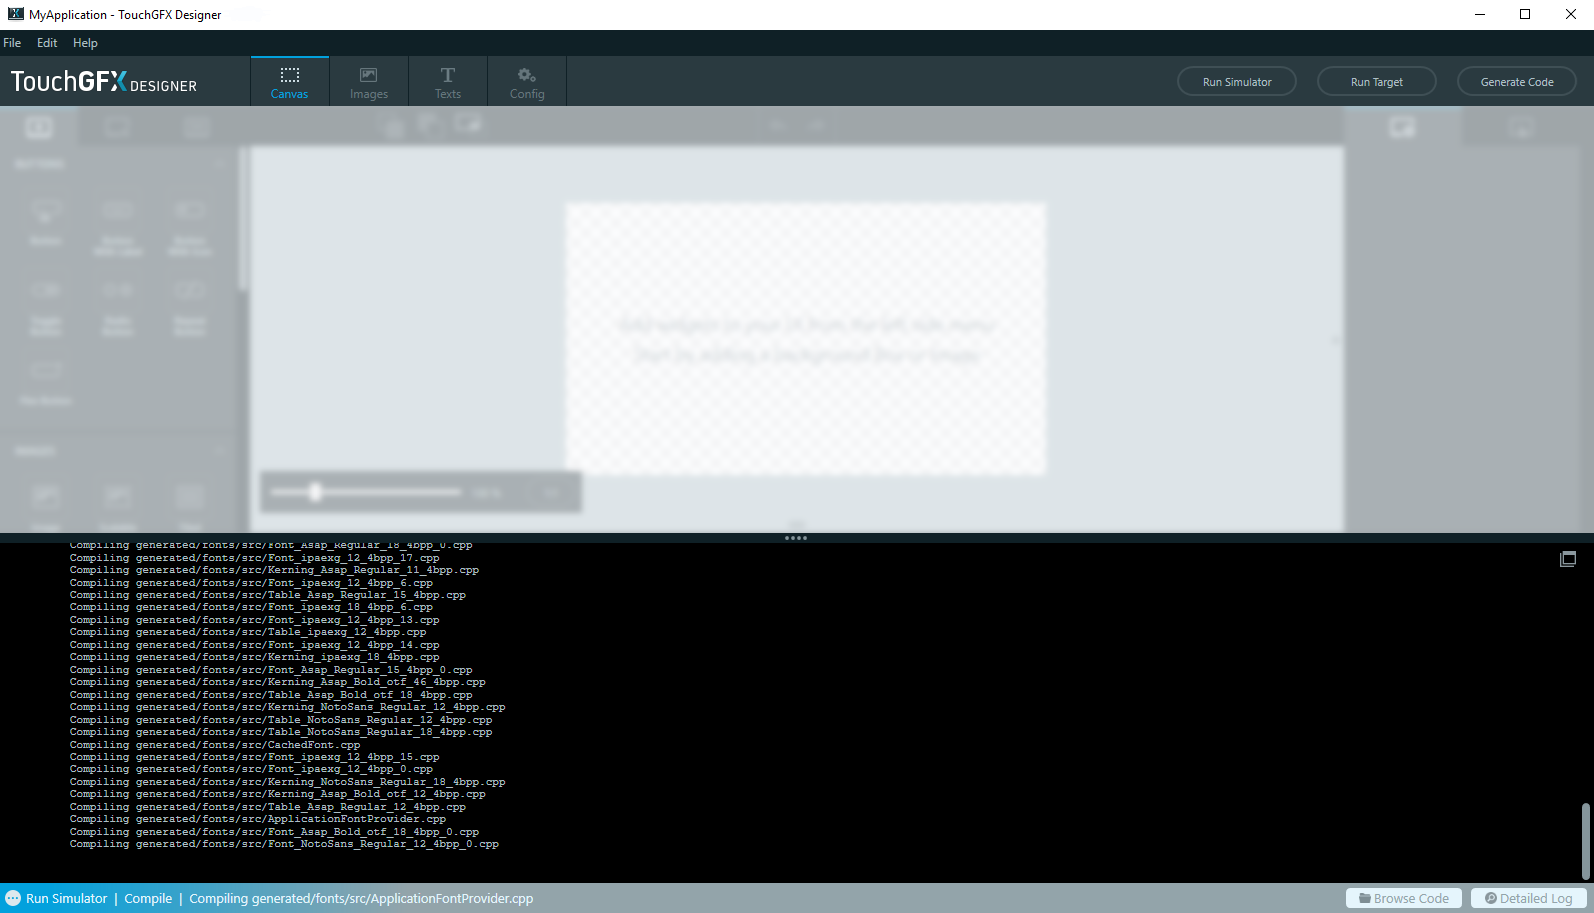 MyApplication - TouchGFX Designer
File Edit Help
TouchGFX DESIGNER
Canvas
Images
Texts
Config
Run Simulator
Run Target
Generate Code
Compiling generated/fonts/src/Font_Asap_Regular_18_4bpp_0.cpp
Compiling generated/fonts/src/Font_ipaexg_12_4bpp_17.cpp
Compiling generated/fonts/src/Kerning_Asap_Regular_11_4bpp.cpp
Compiling generated/fonts/src/Font_ipaexg_12_4bpp_6.cpp
Compiling generated/fonts/src/Table_Asap_Regular_15_4bpp.cpp
Compiling generated/fonts/src/Font_ipaexg_18_4bpp_6.cpp
Compiling generated/fonts/src/Font_ipaexg_12_4bpp_13.cpp
Compiling generated/fonts/src/Table_ipaexg_12_4bpp.cpp
Compiling generated/fonts/src/Font_ipaexg_12_4bpp_14.cpp
Compiling generated/fonts/src/Kerning_ipaexg_18_4bpp.cpp
Compiling generated/fonts/src/Font_Asap_Regular_15_4bpp_0.cpp
Compiling generated/fonts/src/Kerning_Asap_Bold_otf_46_4bpp.cpp
Compiling generated/fonts/src/Table_Asap_Bold_otf_18_4bpp.cpp
Compiling generated/fonts/src/Kerning_NotoSans_Regular_12_4bpp.cpp
Compiling generated/fonts/src/Table_NotoSans_Regular_12_4bpp.cpp
Compiling generated/fonts/src/Table_NotoSans_Regular_18_4bpp.cpp
Compiling generated/fonts/src/CachedFont.cpp
Compiling generated/fonts/src/Font_ipaexg_12_4bpp_15.cpp
Compiling generated/fonts/src/Font_ipaexg_12_4bpp_0.cpp
Compiling generated/fonts/src/Kerning_NotoSans_Regular_18_4bpp.cpp
Compiling generated/fonts/src/Kerning_Asap_Bold_otf_12_4bpp.cpp
Compiling generated/fonts/src/Table_Asap_Regular_12_4bpp.cpp
Compiling generated/fonts/src/ApplicationFontProvider.cpp
Compiling generated/fonts/src/Font_Asap_Bold_otf_18_4bpp_0.cpp
Compiling generated/fonts/src/Font_NotoSans_Regular_12_4bpp_0.cpp
Run Simulator | Compile | Compiling generated/fonts/src/ApplicationFontProvider.cpp
Browse Code
Detailed Log